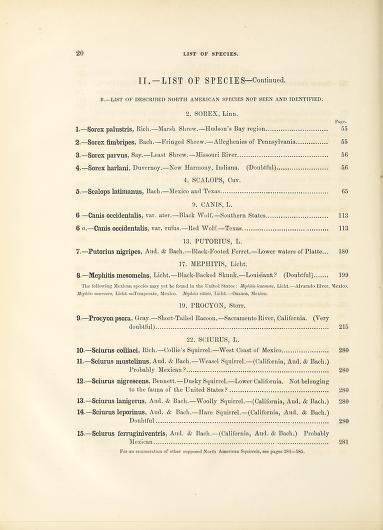 20
LIST OF SPECIES.
II.—LIST OF SPECIES—Continued.
B.—LIST OF DESCRIBED NORTH AMERICAN SPECIES NOT SEEN AND IDENTIFIED.
2. SOREX, Linn.
Page.
1.—Sorex palustris, Rich.—Marsh Shrew.—Hudson's Bay region 55
2.—Sorex fimbripes, Bach.—Fringed Shrew.—Alleghenies of Pennsylvania 55
3.—Sorex parvus, Say.—Least Shrew.—Missouri River 56
4.—Sorex harlani, Duvernoy.—New Harmony, Indiana. (Doubtful) 56
4. SCALOPS, Cuv.
5.—Scalops latimanus, Bach.—Mexico and Texas 65
9. CANIS, L.
6 —Canis occidentalis, var. ater.—Black Wolf.—Southern States 113
6 a.—Canis occidentalis, var. rufus.—Red Wolf.—Texas 113
13. PUTORIUS, L.
7.—Putorius nigripes, Aud. & Bach.—Black-Footed Ferret.—Lower waters of Platte 180
17. MEPHITIS, Licht.
8.—Mephitis mesomelas, Licht.—Black-Backed Skunk.—Louisiana? (Doubtful) 199
The following Mexican species may yet be found in the United States: Mephitis leuconota, Licht.—Alvarado River, Mexico.
Mephitis macroura, Licht.—Mexico. Mephitis Licht.—Oaxaca, Mexico.
19. PROCYON, Storr.
9.—Procyon psora, Gray.—Short-Tailed Racoon.—Sacramento River, California. (Very
doubtful) 215
22. SCIURUS, L.
10.—Sciurus colliaei, Rich.—Collie's Squirrel.—West Coast of Mexico 280
11.—Sciurus mustelinus, Aud. & Bach.—Weasel Squirrel.—(California, Aud. & Bach.)
Probably Mexican? 280
12.—Sciurus nigrescens, Bennett.—Dusky Squirrel.—Lower California. Not belonging
to the fauna of the United States? 280
13.—Sciurus lanigerus, Aud. & Bach.—Woolly Squirrel.—(California, Aud. & Bach.) 280
14.—Sciurus leporinus, Aud. & Bach.—Hare Squirrel.—(California, Aud. & Bach.)
Doubtful 280
15.—Sciurus ferruginiventris, Aud. & Bach.—(California, Aud. & Bach.) Probably
Mexican 281
For an enumeration of other supposed North American Squirrels, see pages 281—285.